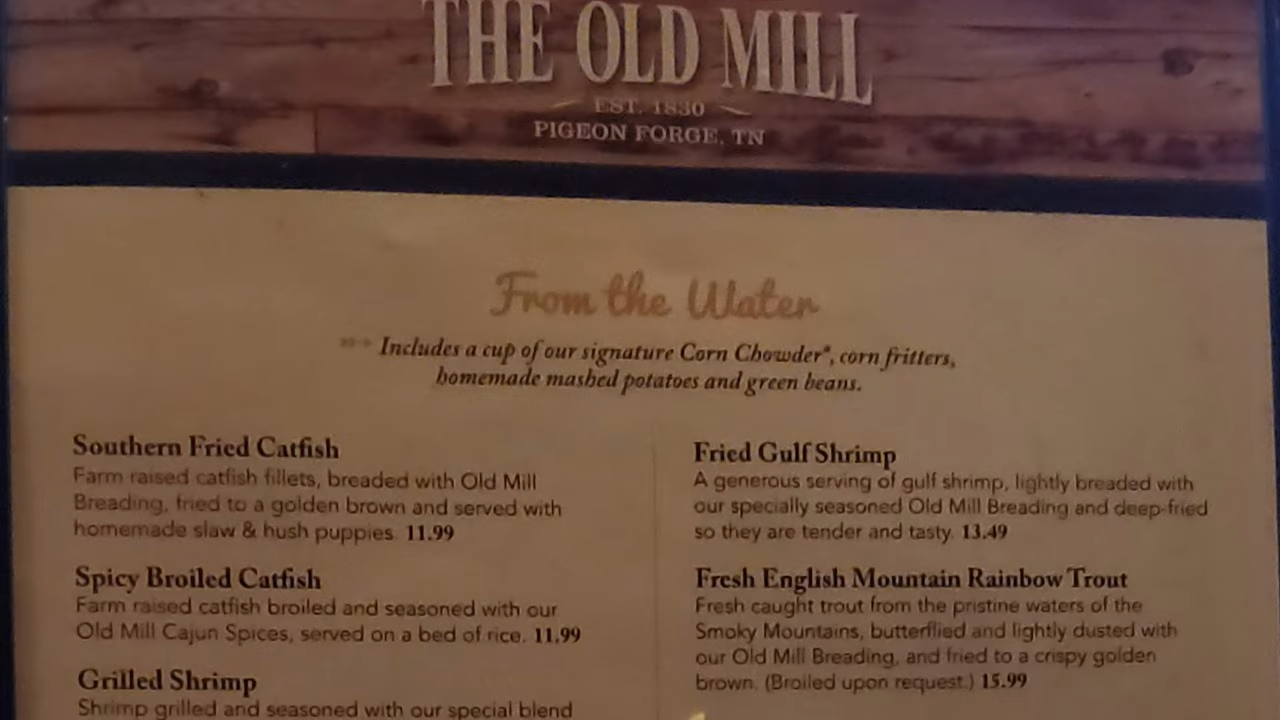 THE OLD MILL
EST. 1830
PIGEON FORGE, TN
From the Water
Includes a cup of our signature Corn Chowder®, corn fritters,
homemade mashed potatoes and green beans.
Southern Fried Catfish
Farm raised catfish fillets, breaded with Old Mill
Breading, fried to a golden brown and served with
homemade slaw & hush puppies. 11.99
Spicy Broiled Catfish
Farm raised catfish broiled and seasoned with our
Old Mill Cajun Spices, served on a bed of rice. 11.99
Grilled Shrimp
Shrimp grilled and seasoned with our special blend
Fried Gulf Shrimp
A generous serving of gulf shrimp, lightly breaded with
our specially seasoned Old Mill Breading and deep-fried
so they are tender and tasty. 13.49
Fresh English Mountain Rainbow Trout
Fresh caught trout from the pristine waters of the
Smoky Mountains, butterflied and lightly dusted with
our Old Mill Breading, and fried to a crispy golden
brown. (Broiled upon request.) 15.99